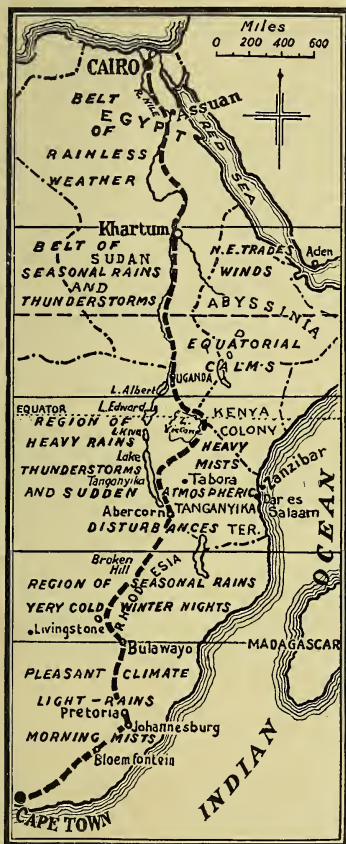 Miles
0 200 400 600
CAIRO
R. NILE
Assuan
BELT
EGYPT
OF
RAINLESS
WEATHER
RED SEA
Khartum
BELT OF
SUDAN
SEASONAL RAINS
AND
THUNDERSTORMS
N.E. TRADES
WINDS
Aden
ABYSSINIA
EQUATORIAL
CALMS
UGANDA
L. Albert
EQUATOR
L. Edward
KENYA
COLONY
REGION OF
L. Kivu
HEAVY RAINS
HEAVY
MISTS
Lake
Tanganyika
THUNDERSTORMS
AND SUDDEN
Tabora
ATMOSPHERIC
Zanzibar
Dar es
Salaam
Abercorn
TANGANYIKA
TER.
DISTURBANCES
Broken
Hill
RHODESIA
REGION OF SEASONAL RAINS
VERY COLD WINTER NIGHTS
Livingstone
Bulawayo
MADAGASCAR
PLEASANT CLIMATE
LIGHT-RAINS
Pretoria
Johannesburg
MORNING MISTS
Bloemfontein
CAPE TOWN
INDIAN
OCEAN